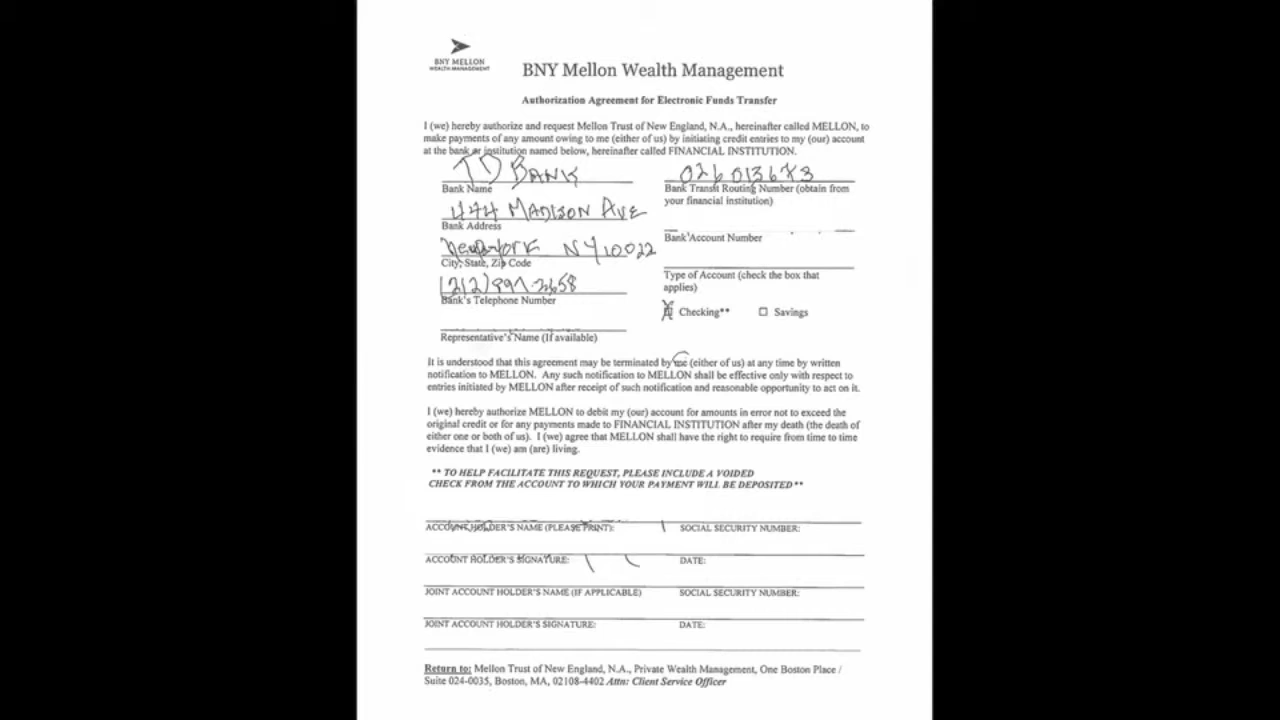 BNY MELLON
WEALTH MANAGEMENT
BNY Mellon Wealth Management
Authorization Agreement for Electronic Funds Transfer
I (we) hereby authorize and request Mellon Trust of New England, N.A., hereinafter called MELLON, to
make payments of any amount owing to me (either of us) by initiating credit entries to my (our) account
at the bank or institution named below, hereinafter called FINANCIAL INSTITUTION.
TD BANK
Bank Name
444 MADISON AVE
Bank Address
New York NY 10022
City, State, Zip Code
(212)
Bank's Telephone Number
Representative's Name (If available)
Bank Transit Routing Number (obtain from
your financial institution)
Bank Account Number
Type of Account (check the box that
applies)
Checking** Savings
It is understood that this agreement may be terminated by me (either of us) at any time by written
notification to MELLON. Any such notification to MELLON shall be effective only with respect to
entries initiated by MELLON after receipt of such notification and reasonable opportunity to act on it.
I (we) hereby authorize MELLON to debit my (our) account for amounts in error not to exceed the
original credit or for any payments made to FINANCIAL INSTITUTION after my death (the death of
either one or both of us). I (we) agree that MELLON shall have the right to require from time to time
evidence that I (we) am (are) living.
** TO HELP FACILITATE THIS REQUEST, PLEASE INCLUDE A VOIDED
CHECK FROM THE ACCOUNT TO WHICH YOUR PAYMENT WILL BE DEPOSITED**
ACCOUNT HOLDER'S NAME (PLEASE PRINT): SOCIAL SECURITY NUMBER:
ACCOUNT HOLDER'S SIGNATURE: DATE:
JOINT ACCOUNT HOLDER'S NAME (IF APPLICABLE) SOCIAL SECURITY NUMBER:
JOINT ACCOUNT HOLDER'S SIGNATURE: DATE:
Return to: Mellon Trust of New England, N.A., Private Wealth Management, One Boston Place /
Suite 024-0035, Boston, MA, 02108-4402 Attn: Client Service Officer